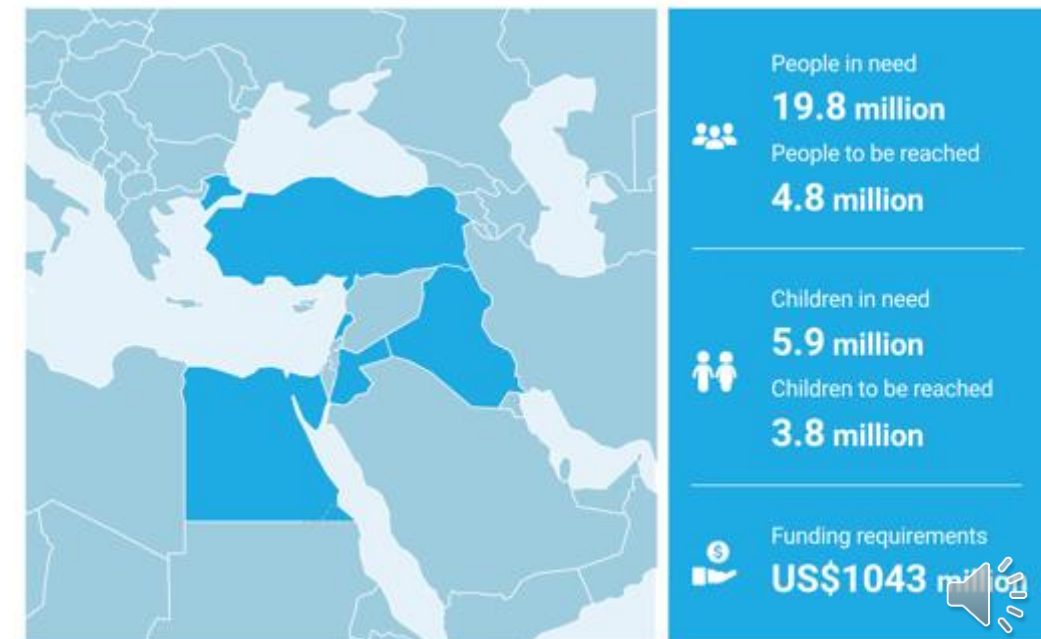 People in need
19.8 million
People to be reached
4.8 million
Children in need
5.9 million
Children to be reached
3.8 million
Funding requirements
US$1043 million